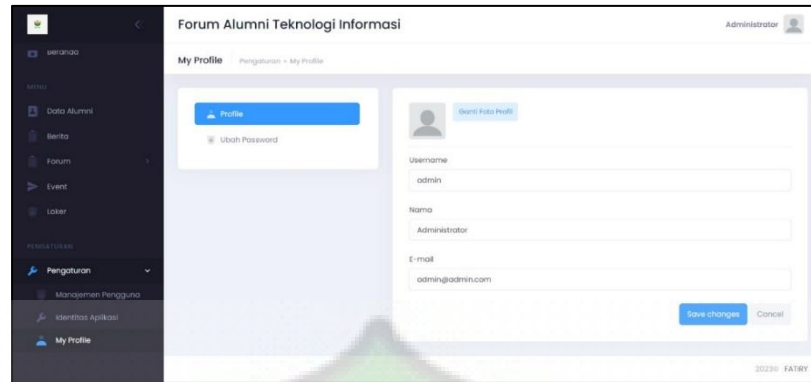 Forum Alumni Teknologi Informasi
Administrator
Beranda
My Profile
Pengaturan • My Profile
MENU
Data Alumni
Berita
Forum
Event
Loker
PENGATURAN
Pengaturan
Manajemen Pengguna
Identitas Aplikasi
My Profile
Profile
Ubah Password
Ganti Foto Profil
Username
admin
Nama
Administrator
E-mail
admin@admin.com
Save changes
Cancel
FATIRY